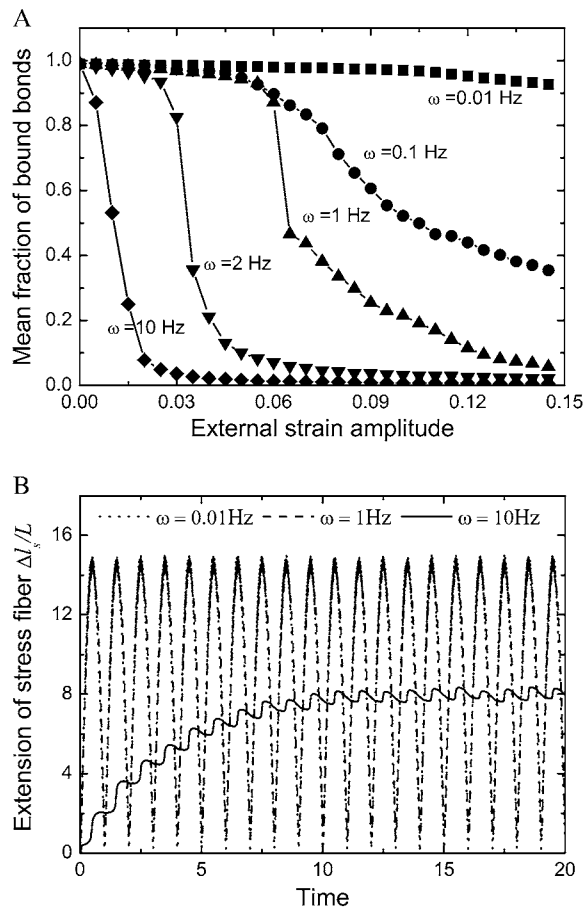 A
Mean fraction of bound bonds
1.0
0.8
0.6
0.4
0.2
0.0
ω=0.01 Hz
ω=0.1 Hz
ω=1 Hz
ω=2 Hz
ω=10 Hz
0.00 0.03 0.06 0.09 0.12 0.15
External strain amplitude
B
Extension of stress fiber Δl_s/L
16
12
8
4
0
ω = 0.01Hz ω = 1Hz ω = 10Hz
0 5 10 15 20
Time